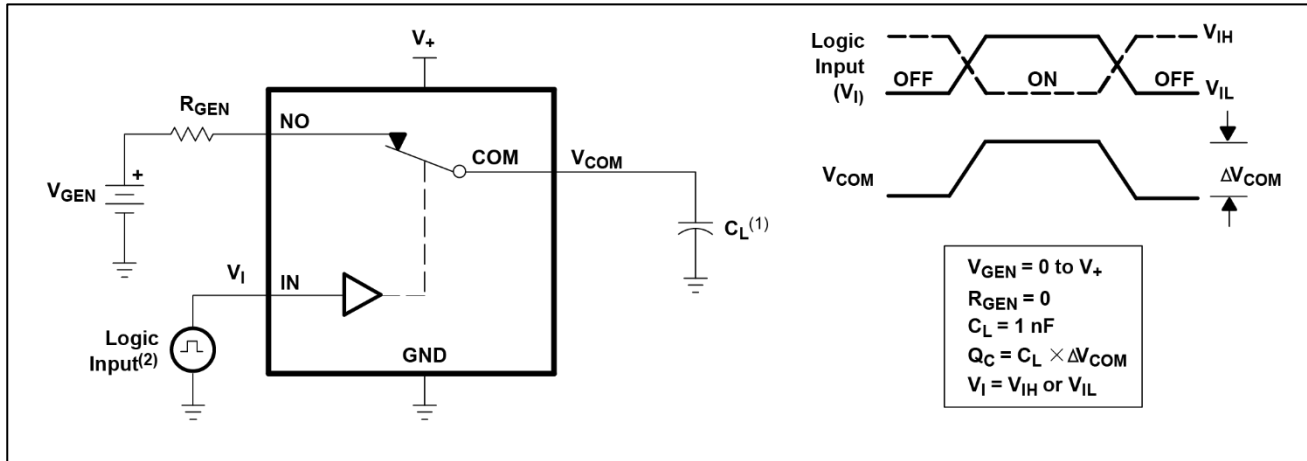 V+
RGEN
NO
COM
VCOM
VGEN
+
CL(1)
VI
IN
Logic
Input(2)
GND
Logic
Input
(VI)
OFF
ON
OFF
VIH
VIL
VCOM
ΔVCOM
VGEN = 0 to V+
RGEN = 0
CL = 1 nF
QC = CL × ΔVCOM
VI = VIH or VIL